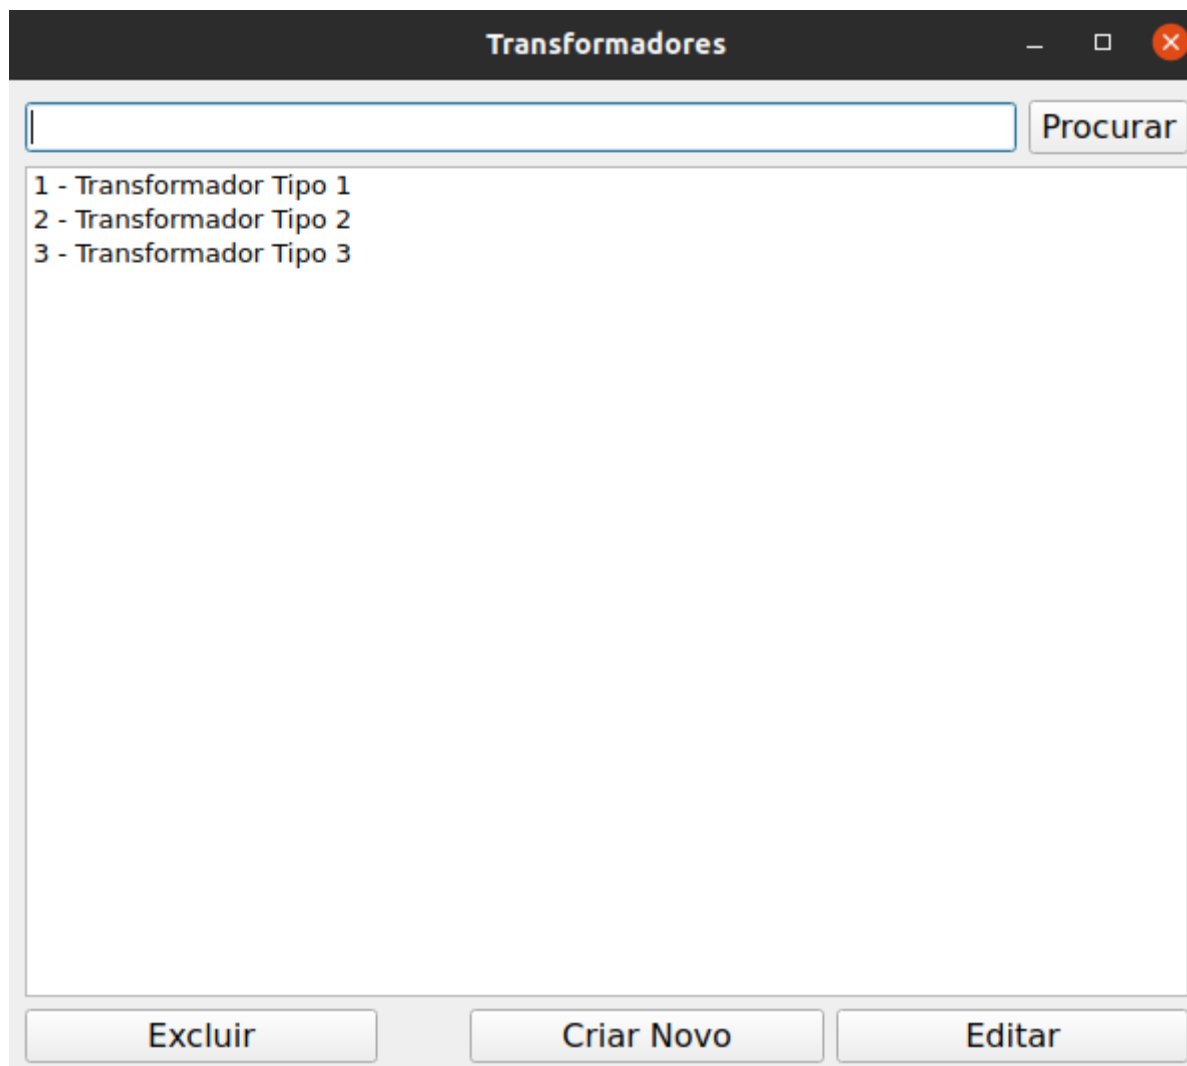 Transformadores
Procurar
1 - Transformador Tipo 1
2 - Transformador Tipo 2
3 - Transformador Tipo 3
Excluir
Criar Novo
Editar